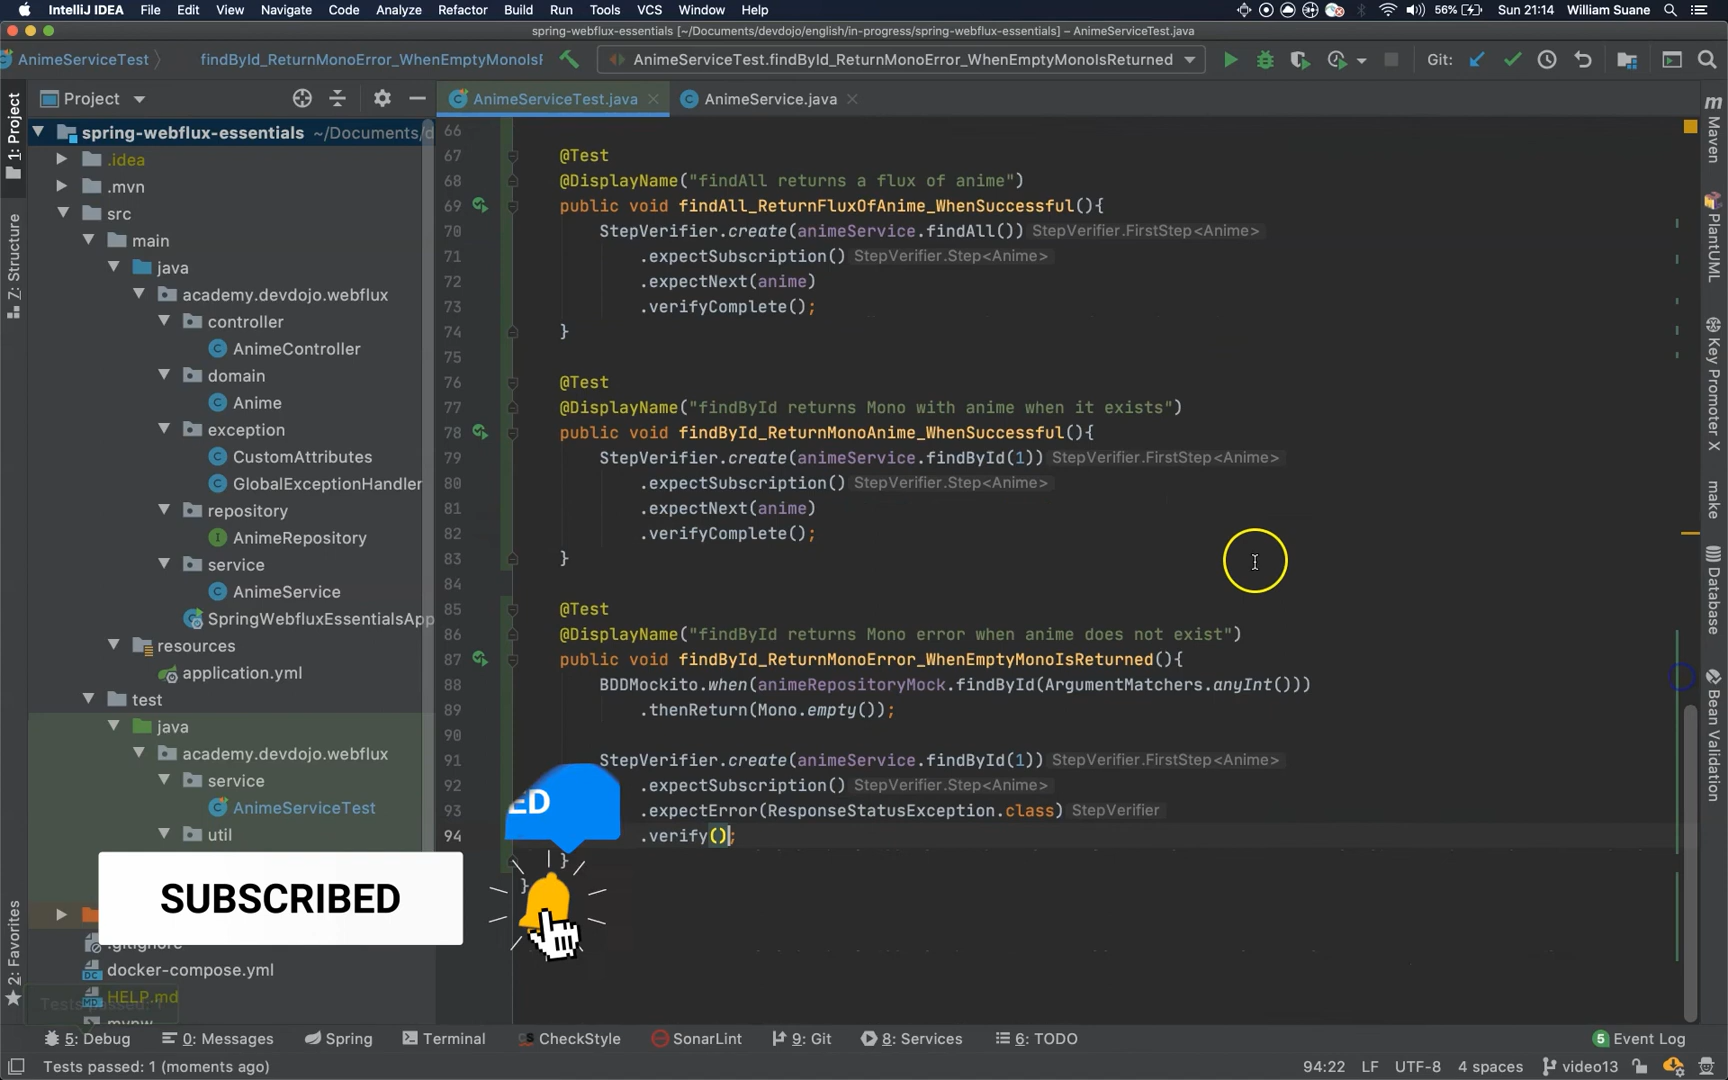 IntelliJ IDEA File Edit View Navigate Code Analyze Refactor Build Run Tools VCS Window Help 56% Sun 21:14 William Suane
spring-webflux-essentials [~/Documents/devdojo/english/in-progress/spring-webflux-essentials] – AnimeServiceTest.java
AnimeServiceTest findById_ReturnMonoError_WhenEmptyMonoIs AnimeServiceTest.findById_ReturnMonoError_WhenEmptyMonoIsReturned Git:
Project AnimeServiceTest.java AnimeService.java
1: Project
Z: Structure
2: Favorites
spring-webflux-essentials ~/Documents/d
.idea
.mvn
src
main
java
academy.devdojo.webflux
controller
AnimeController
domain
Anime
exception
CustomAttributes
GlobalExceptionHandler
repository
AnimeRepository
service
AnimeService
SpringWebfluxEssentialsApp
resources
application.yml
test
java
academy.devdojo.webflux
service
AnimeServiceTest
util
SUBSCRIBED
.gitignore
docker-compose.yml
HELP.md
mvnw
Tests passed: 1
66
67 @Test
68 @DisplayName("findAll returns a flux of anime")
69 public void findAll_ReturnFluxOfAnime_WhenSuccessful(){
70 StepVerifier.create(animeService.findAll()) StepVerifier.FirstStep<Anime>
71 .expectSubscription() StepVerifier.Step<Anime>
72 .expectNext(anime)
73 .verifyComplete();
74 }
75
76 @Test
77 @DisplayName("findById returns Mono with anime when it exists")
78 public void findById_ReturnMonoAnime_WhenSuccessful(){
79 StepVerifier.create(animeService.findById(1)) StepVerifier.FirstStep<Anime>
80 .expectSubscription() StepVerifier.Step<Anime>
81 .expectNext(anime)
82 .verifyComplete();
83 }
84
85 @Test
86 @DisplayName("findById returns Mono error when anime does not exist")
87 public void findById_ReturnMonoError_WhenEmptyMonoIsReturned(){
88 BDDMockito.when(animeRepositoryMock.findById(ArgumentMatchers.anyInt()))
89 .thenReturn(Mono.empty());
90
91 StepVerifier.create(animeService.findById(1)) StepVerifier.FirstStep<Anime>
92 .expectSubscription() StepVerifier.Step<Anime>
93 .expectError(ResponseStatusException.class) StepVerifier
94 .verify();
}
}
ED
Maven
PlantUML
Key Promoter X
make
Database
Bean Validation
5: Debug 0: Messages Spring Terminal CheckStyle SonarLint 9: Git 8: Services 6: TODO 5 Event Log
Tests passed: 1 (moments ago) 94:22 LF UTF-8 4 spaces video13